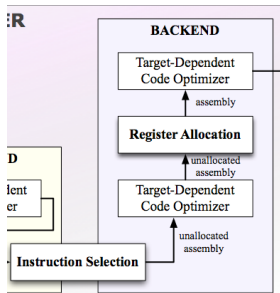 ER
BACKEND
Target-Dependent
Code Optimizer
assembly
Register Allocation
unallocated
assembly
Target-Dependent
Code Optimizer
unallocated
assembly
D
dent
er
Instruction Selection